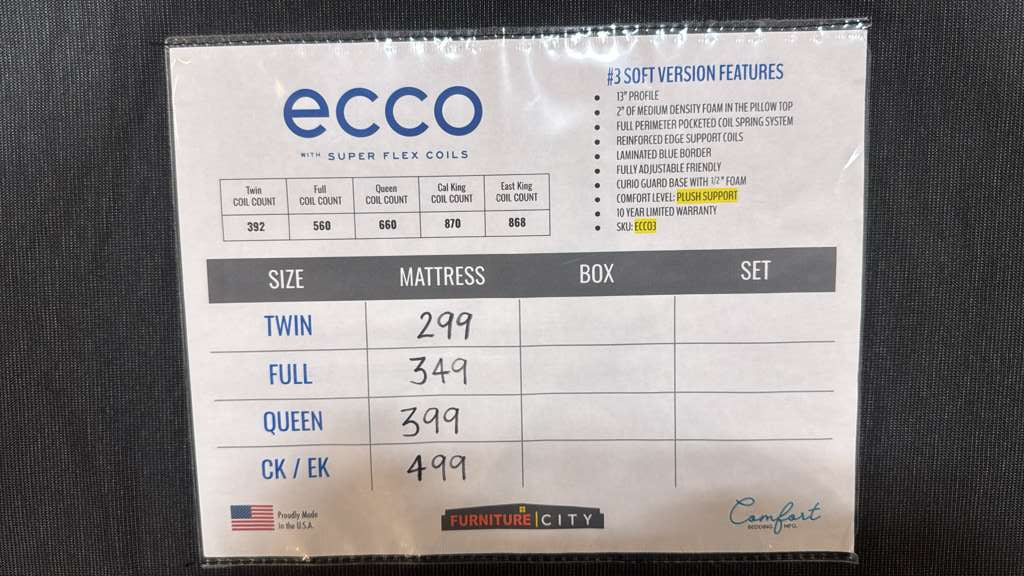 ecco
WITH SUPER FLEX COILS
#3 SOFT VERSION FEATURES
• 13" PROFILE
• 2" OF MEDIUM DENSITY FOAM IN THE PILLOW TOP
• FULL PERIMETER POCKETED COIL SPRING SYSTEM
• REINFORCED EDGE SUPPORT COILS
• LAMINATED BLUE BORDER
• FULLY ADJUSTABLE FRIENDLY
• CURIO GUARD BASE WITH 1/2" FOAM
• COMFORT LEVEL: PLUSH SUPPORT
• 10 YEAR LIMITED WARRANTY
• SKU: ECCO3
Twin Full Queen Cal King East King
COIL COUNT COIL COUNT COIL COUNT COIL COUNT COIL COUNT
392 560 660 870 868
SIZE MATTRESS BOX SET
TWIN 299
FULL 349
QUEEN 399
CK / EK 499
Proudly Made
In the U.S.A.
FURNITURE CITY
Comfort
BEDDING MFG.